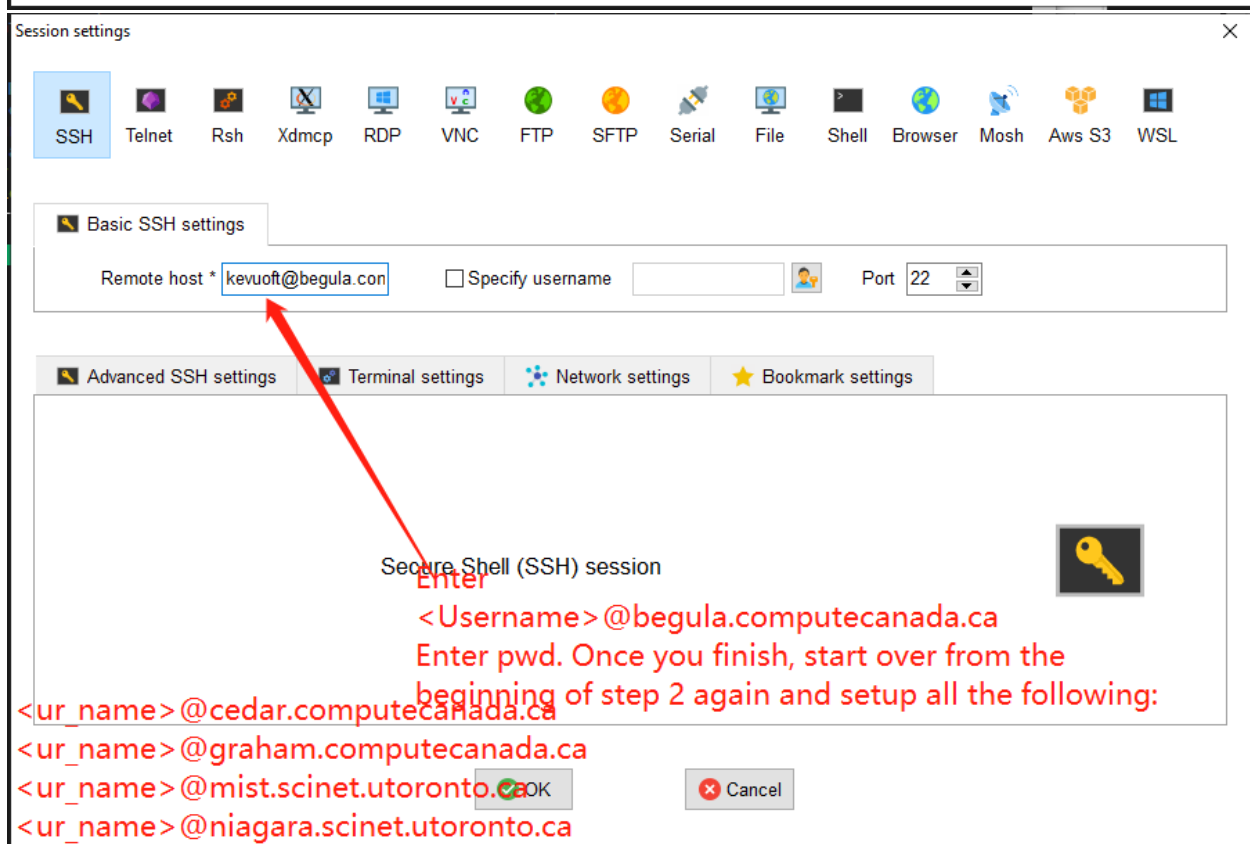 Session settings
SSH Telnet Rsh Xdmcp RDP VNC FTP SFTP Serial File Shell Browser Mosh Aws S3 WSL
Basic SSH settings
Remote host * kevuoft@begula.con Specify username Port 22
Advanced SSH settings Terminal settings Network settings Bookmark settings
Secure Shell (SSH) session
Enter
<Username>@begula.computecanada.ca
Enter pwd. Once you finish, start over from the
beginning of step 2 again and setup all the following:
<ur_name>@cedar.computecanada.ca
<ur_name>@graham.computecanada.ca
<ur_name>@mist.scinet.utoronto.ca
OK Cancel
<ur_name>@niagara.scinet.utoronto.ca